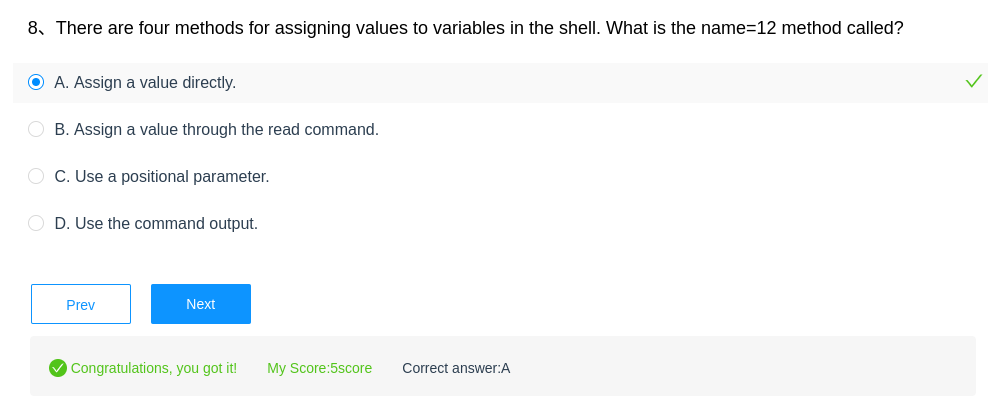 8、There are four methods for assigning values to variables in the shell. What is the name=12 method called?
A. Assign a value directly.
B. Assign a value through the read command.
C. Use a positional parameter.
D. Use the command output.
Prev Next
Congratulations, you got it! My Score:5score Correct answer:A